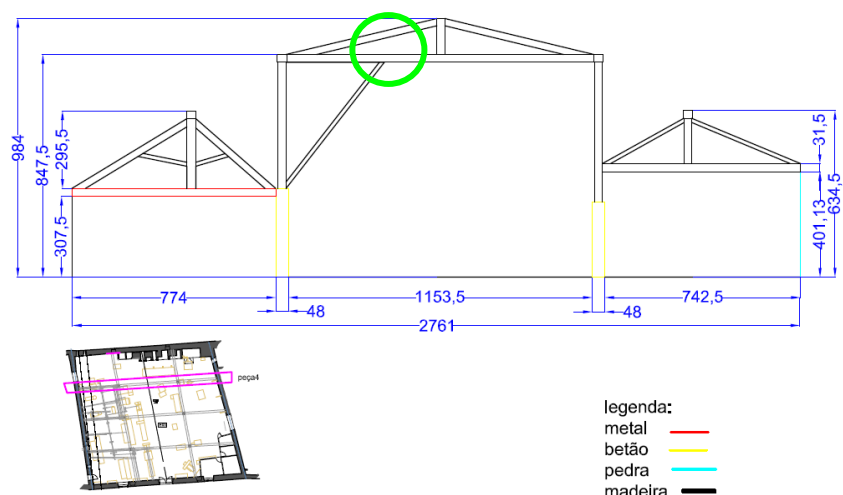 984
847,5
295,5
307,5
31,5
634,5
401,13
774
1153,5
742,5
48
48
2761
peça4
legenda:
metal
betão
pedra
madeira